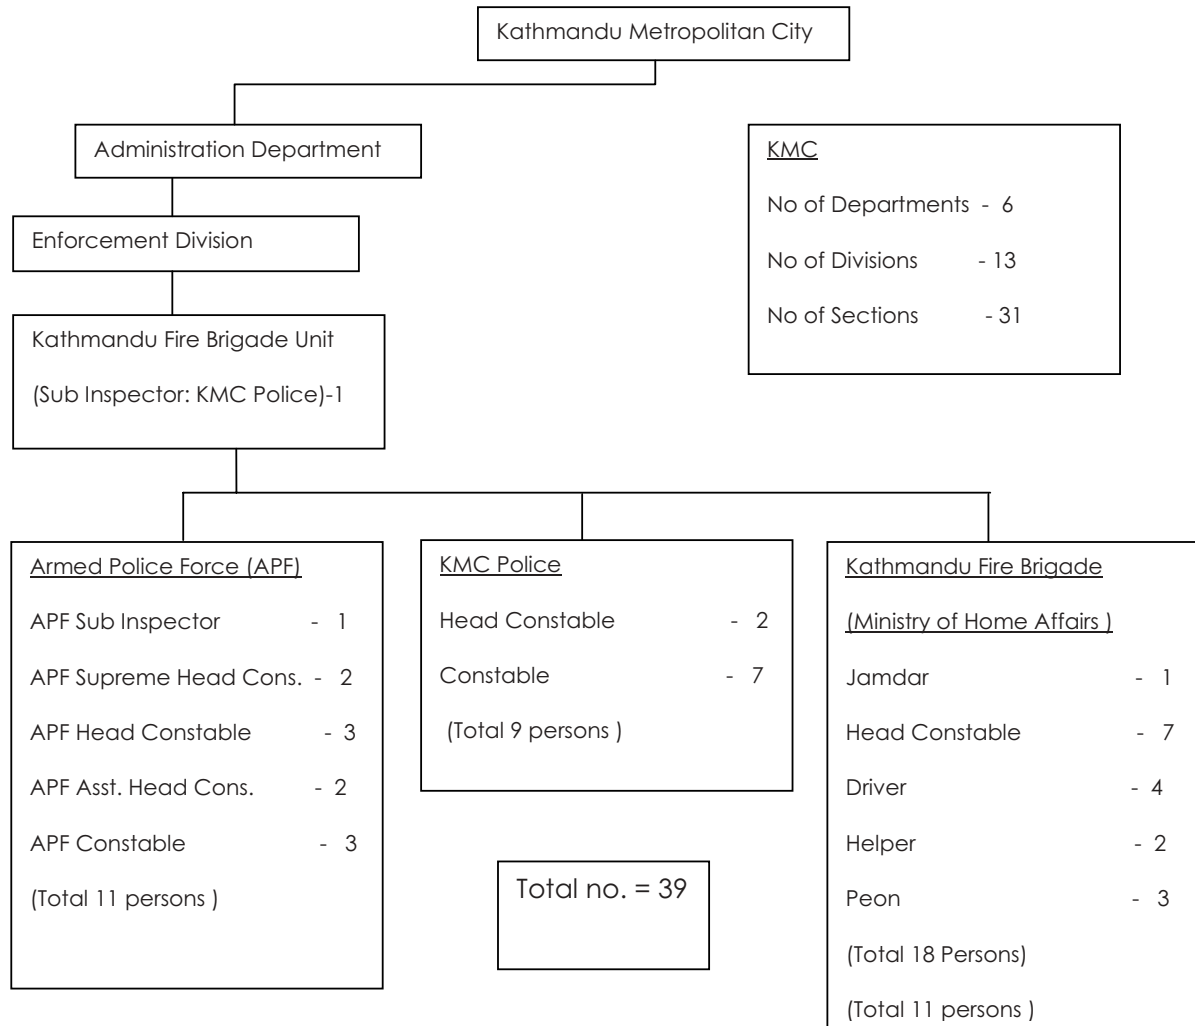 Kathmandu Metropolitan City
Administration Department
Enforcement Division
Kathmandu Fire Brigade Unit
(Sub Inspector: KMC Police)-1
KMC
No of Departments - 6
No of Divisions - 13
No of Sections - 31
Armed Police Force (APF)
APF Sub Inspector - 1
APF Supreme Head Cons. - 2
APF Head Constable - 3
APF Asst. Head Cons. - 2
APF Constable - 3
(Total 11 persons )
KMC Police
Head Constable - 2
Constable - 7
(Total 9 persons )
Total no. = 39
Kathmandu Fire Brigade
(Ministry of Home Affairs )
Jamdar - 1
Head Constable - 7
Driver - 4
Helper - 2
Peon - 3
(Total 18 Persons)
(Total 11 persons )